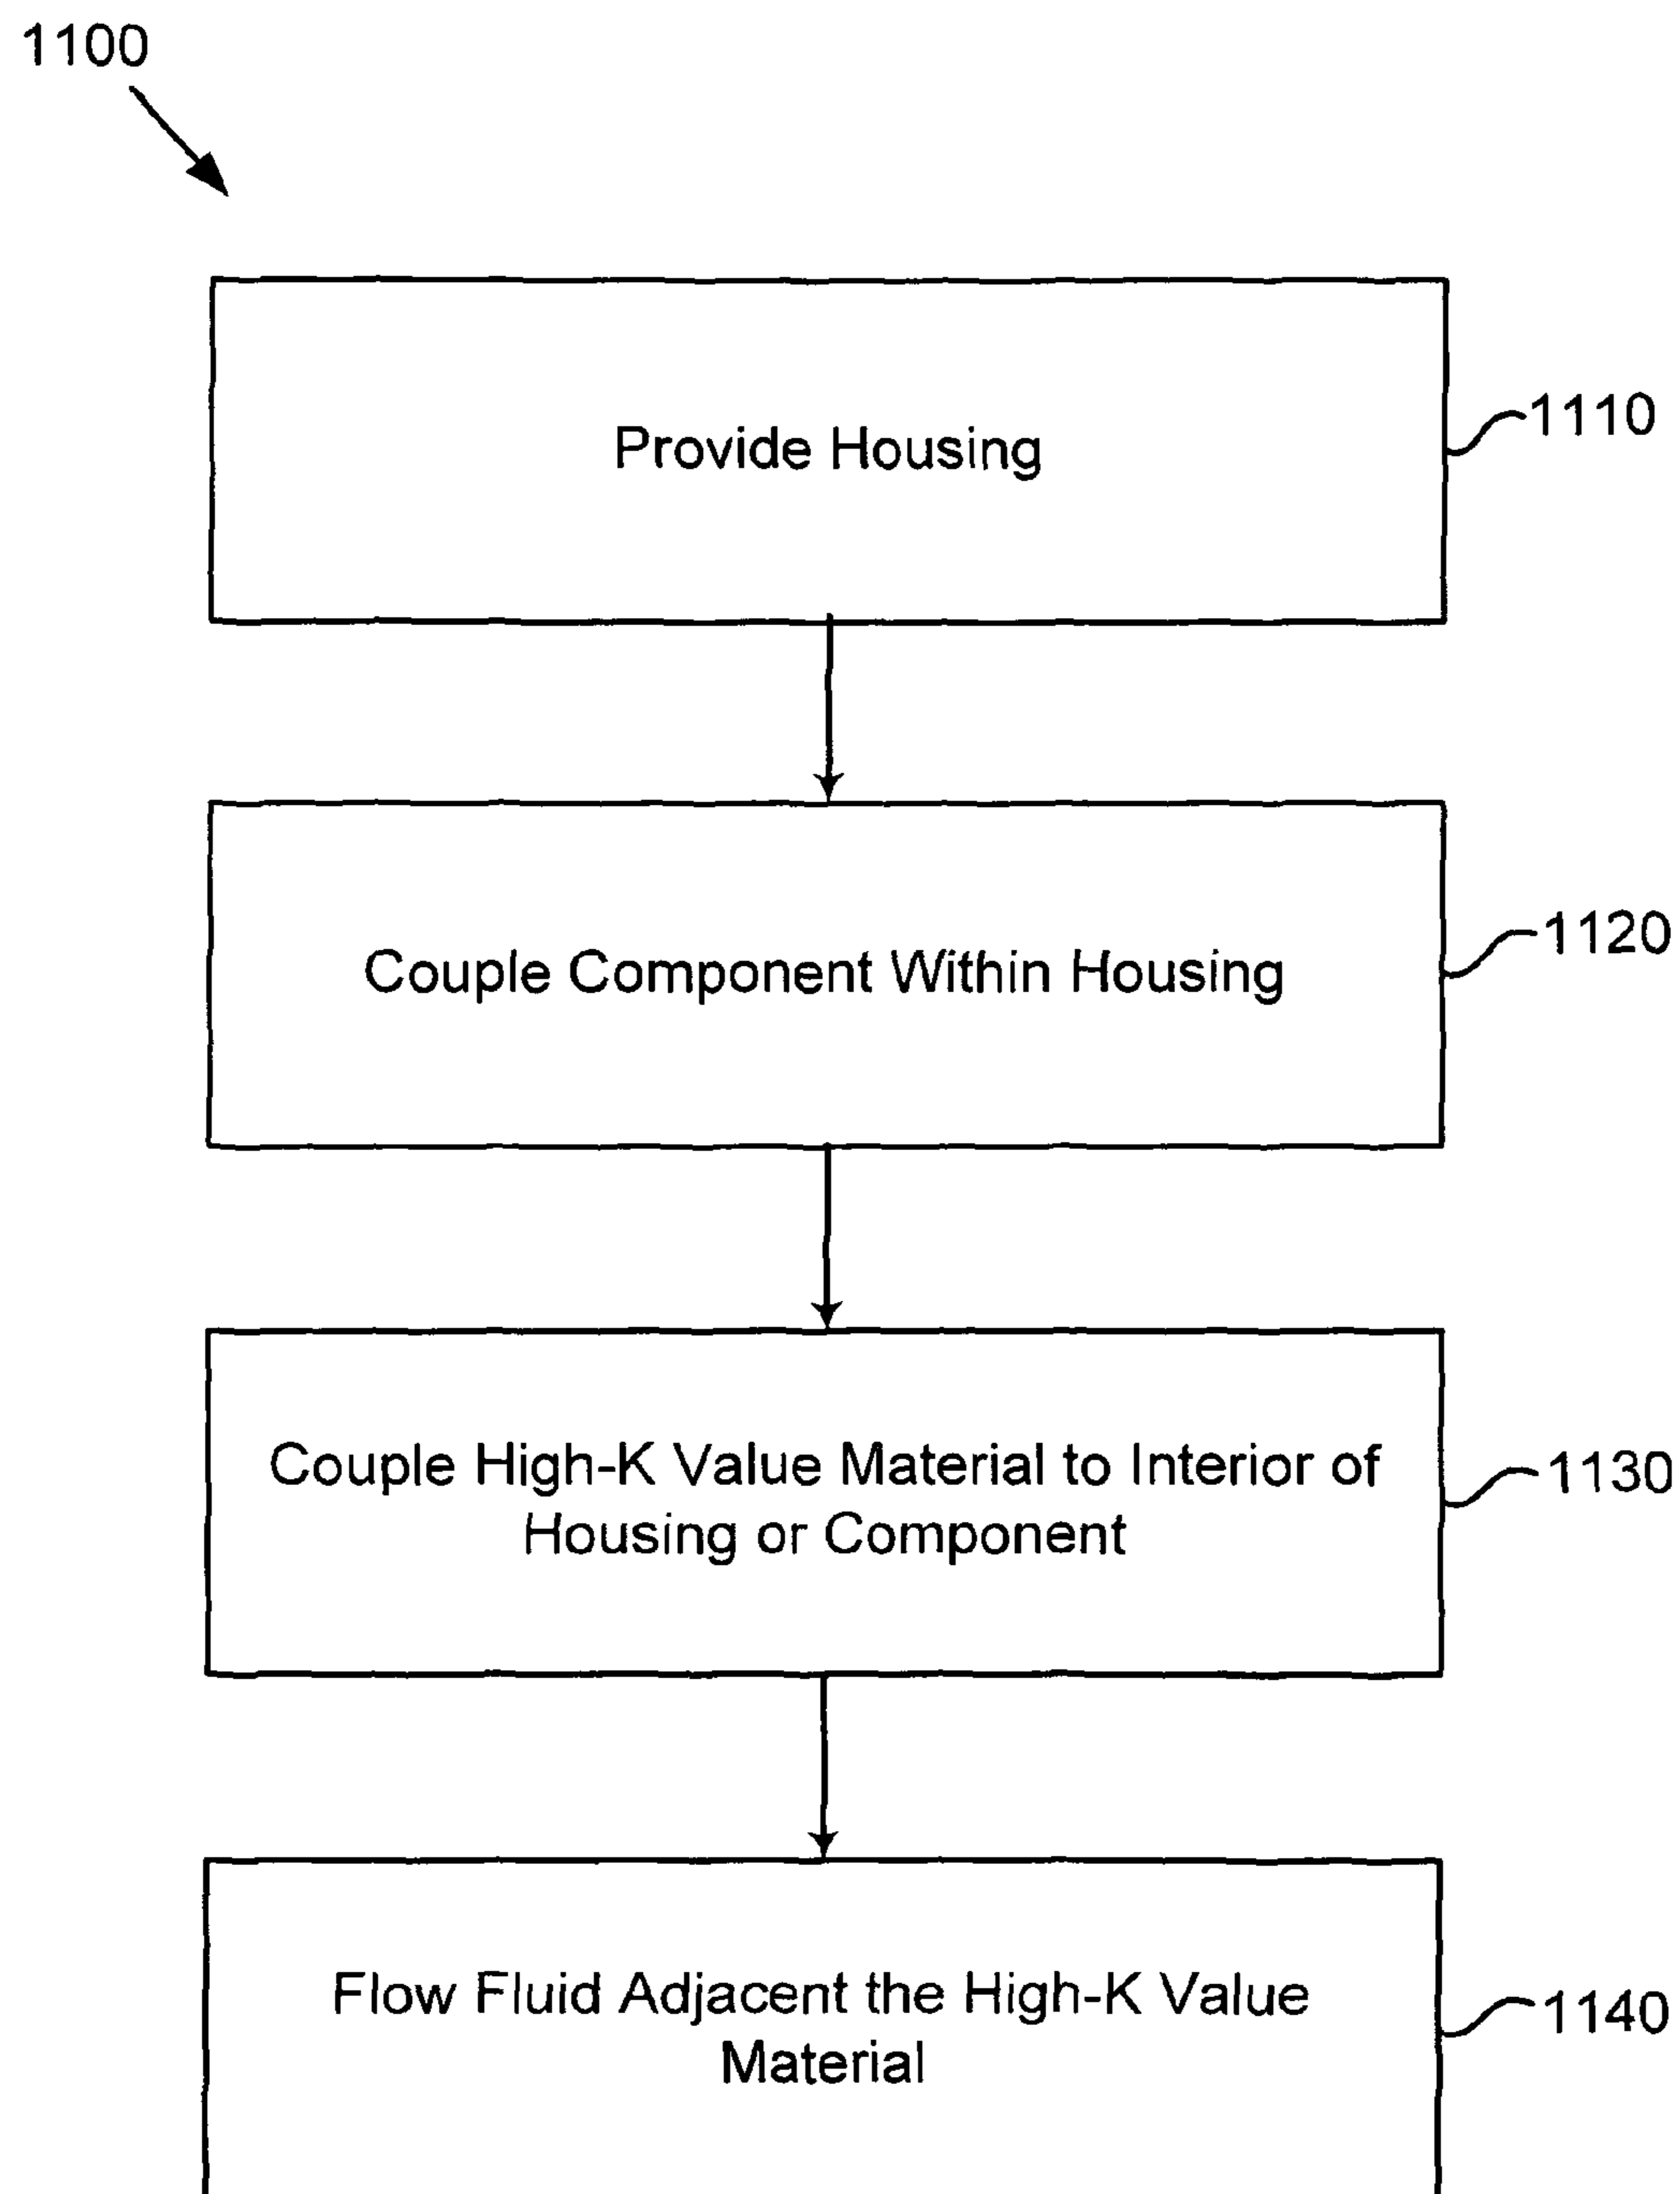 1100
Provide Housing
1110
Couple Component Within Housing
1120
Couple High-K Value Material to Interior of
Housing or Component
1130
Flow Fluid Adjacent the High-K Value
Material
1140